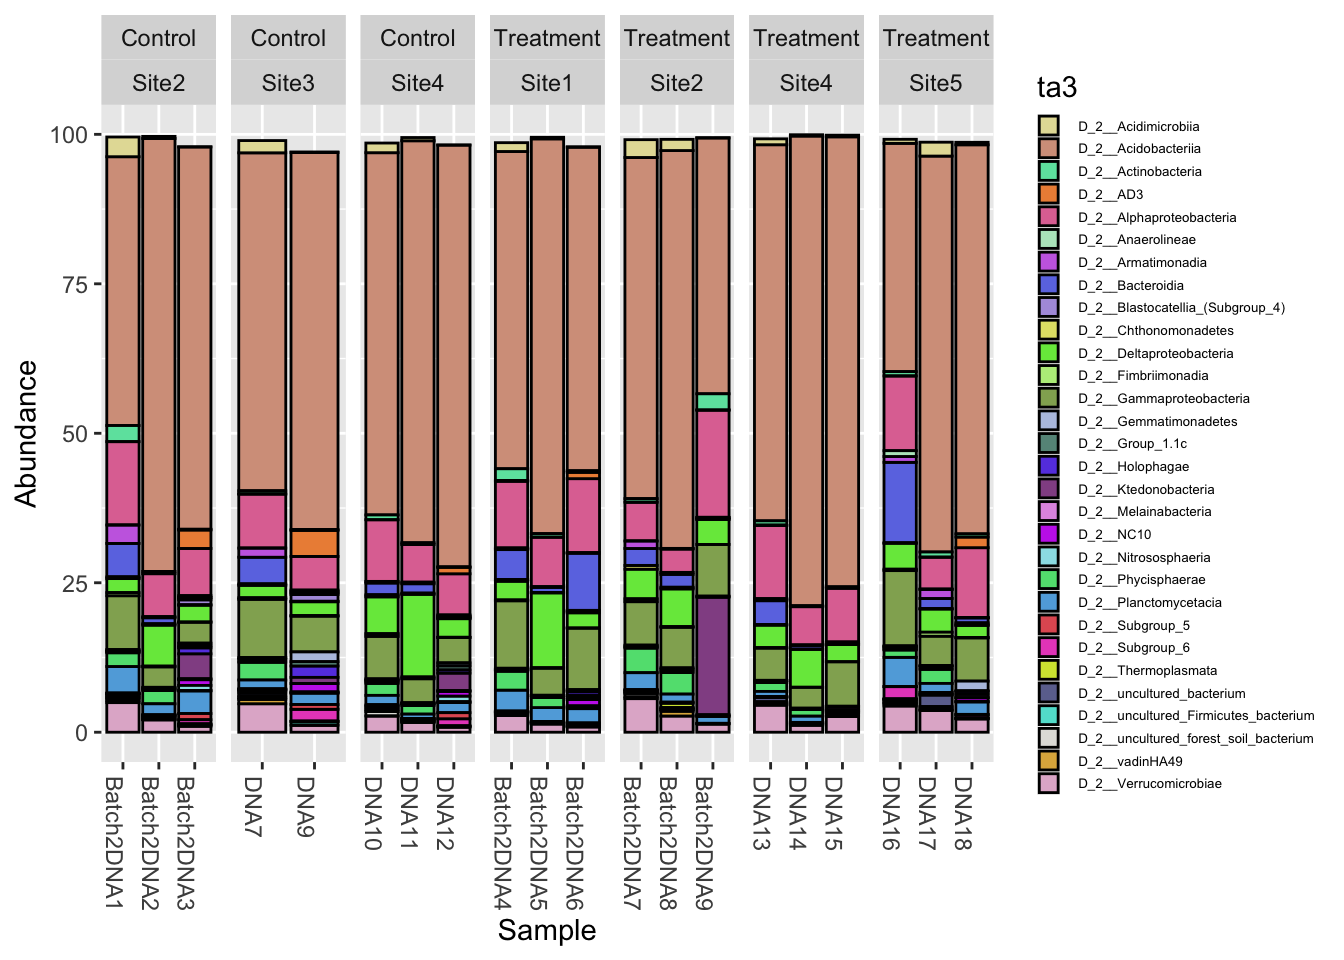 Control Control Control Treatment Treatment Treatment Treatment
Site2 Site3 Site4 Site1 Site2 Site4 Site5
100
75
50
25
0
Abundance
Batch2DNA1
Batch2DNA2
Batch2DNA3
DNA7
DNA9
DNA10
DNA11
DNA12
Batch2DNA4
Batch2DNA5
Batch2DNA6
Batch2DNA7
Batch2DNA8
Batch2DNA9
DNA13
DNA14
DNA15
DNA16
DNA17
DNA18
Sample
ta3
D_2__Acidimicrobiia
D_2__Acidobacteriia
D_2__Actinobacteria
D_2__AD3
D_2__Alphaproteobacteria
D_2__Anaerolineae
D_2__Armatimonadia
D_2__Bacteroidia
D_2__Blastocatellia_(Subgroup_4)
D_2__Chthonomonadetes
D_2__Deltaproteobacteria
D_2__Fimbriimonadia
D_2__Gammaproteobacteria
D_2__Gemmatimonadetes
D_2__Group_1.1c
D_2__Holophagae
D_2__Ktedonobacteria
D_2__Melainabacteria
D_2__NC10
D_2__Nitrososphaeria
D_2__Phycisphaerae
D_2__Planctomycetacia
D_2__Subgroup_5
D_2__Subgroup_6
D_2__Thermoplasmata
D_2__uncultured_bacterium
D_2__uncultured_Firmicutes_bacterium
D_2__uncultured_forest_soil_bacterium
D_2__vadinHA49
D_2__Verrucomicrobiae